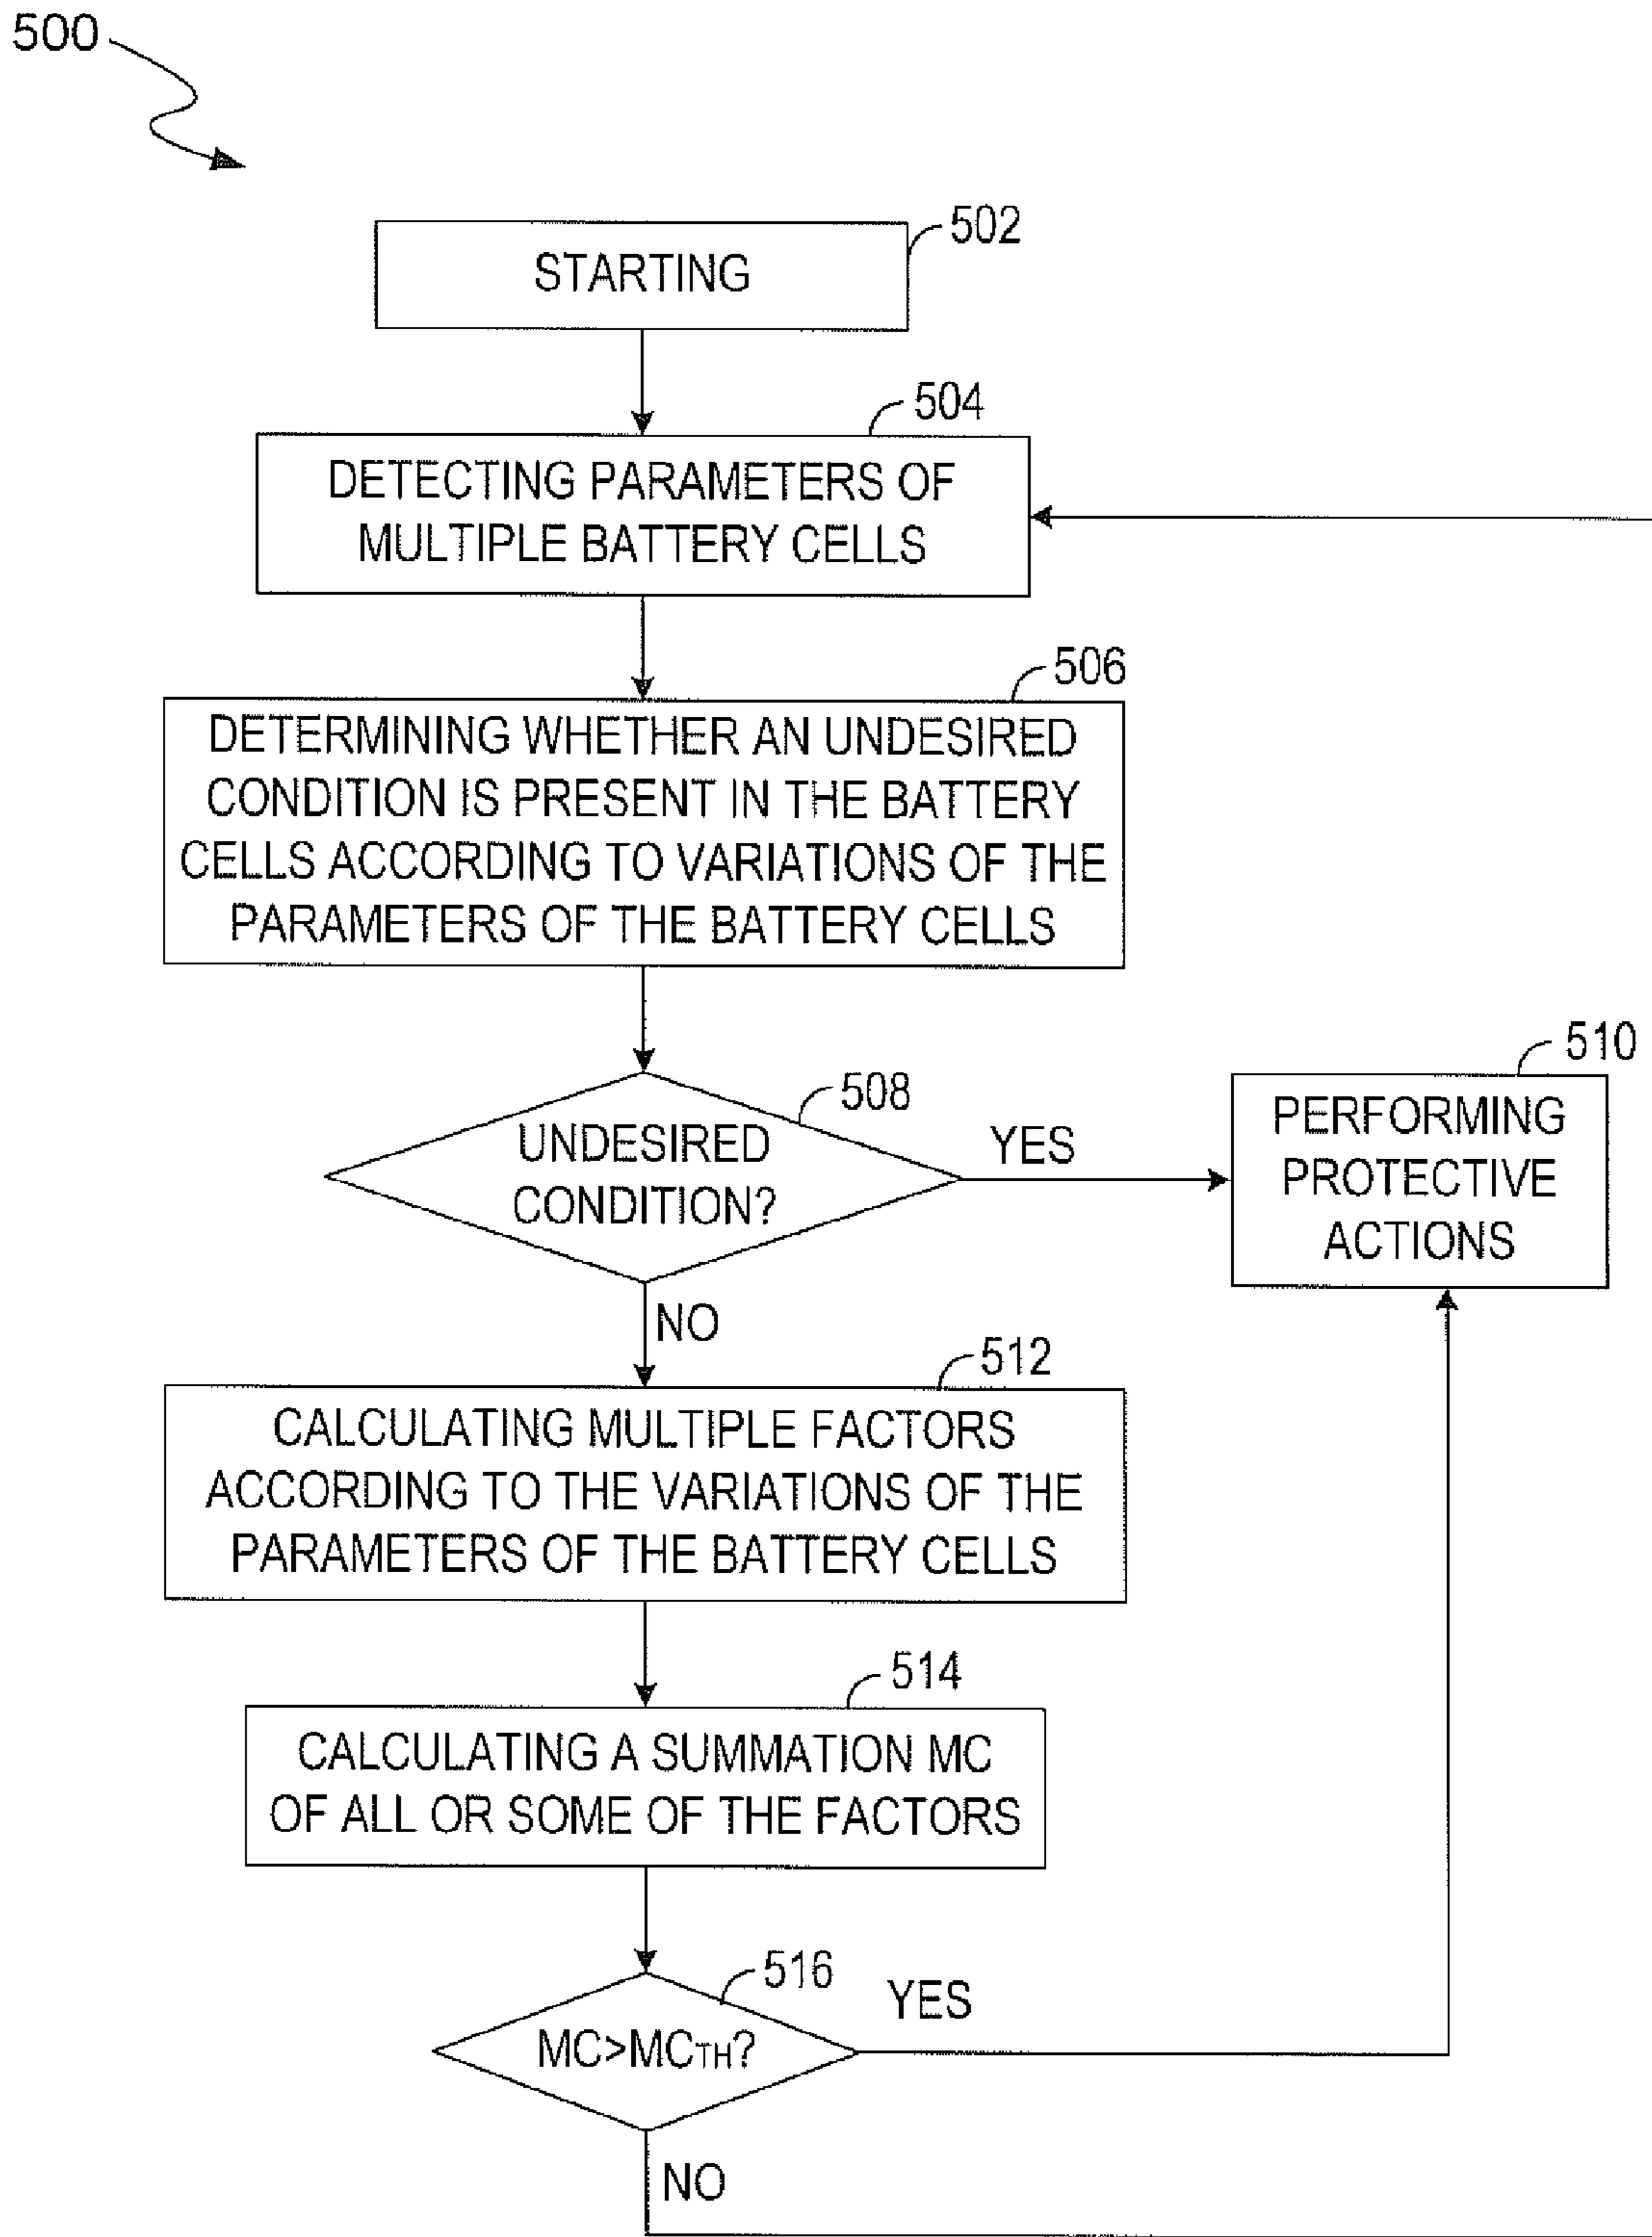 500
502
STARTING
504
DETECTING PARAMETERS OF
MULTIPLE BATTERY CELLS
506
DETERMINING WHETHER AN UNDESIRED
CONDITION IS PRESENT IN THE BATTERY
CELLS ACCORDING TO VARIATIONS OF THE
PARAMETERS OF THE BATTERY CELLS
508
UNDESIRED
CONDITION?
YES
510
PERFORMING
PROTECTIVE
ACTIONS
NO
512
CALCULATING MULTIPLE FACTORS
ACCORDING TO THE VARIATIONS OF THE
PARAMETERS OF THE BATTERY CELLS
514
CALCULATING A SUMMATION MC
OF ALL OR SOME OF THE FACTORS
516
MC>MCTH?
YES
NO